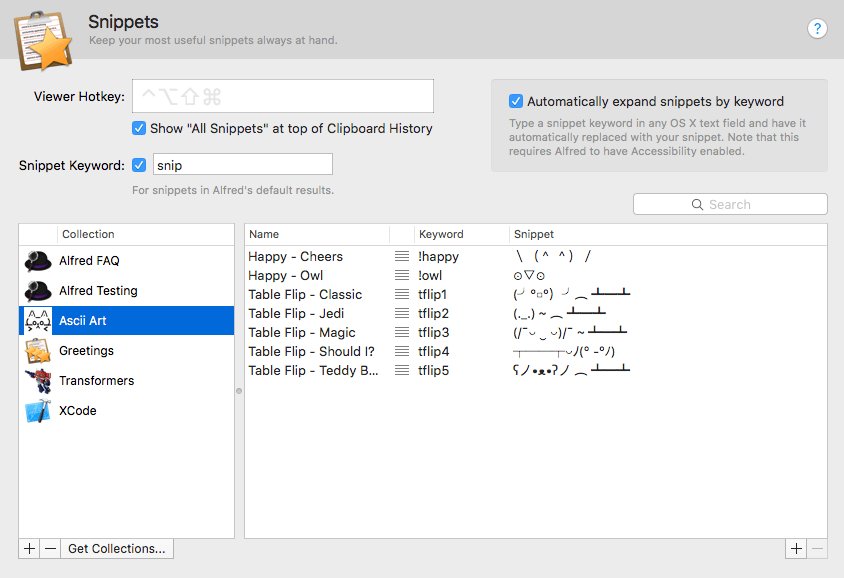 Snippets
Keep your most useful snippets always at hand.
?
Viewer Hotkey: ^⌥⇧⌘
Show "All Snippets" at top of Clipboard History
Snippet Keyword: snip
For snippets in Alfred's default results.
Automatically expand snippets by keyword
Type a snippet keyword in any OS X text field and have it
automatically replaced with your snippet. Note that this
requires Alfred to have Accessibility enabled.
Search
Collection
Alfred FAQ
Alfred Testing
Ascii Art
Greetings
Transformers
XCode
Name Keyword Snippet
Happy - Cheers !happy \ (^ ^) /
Happy - Owl !owl ⊙▽⊙
Table Flip - Classic tflip1 (╯°□°)╯︵ ┻━┻
Table Flip - Jedi tflip2 (._.) ~ ︵ ┻━┻
Table Flip - Magic tflip3 (/¯◡ ‿ ◡)/¯ ~ ┻━┻
Table Flip - Should I? tflip4 ┬──┬◡ノ(° -°ノ)
Table Flip - Teddy B... tflip5 ʕノ•ᴥ•ʔノ ︵ ┻━┻
+ − Get Collections...
+ −